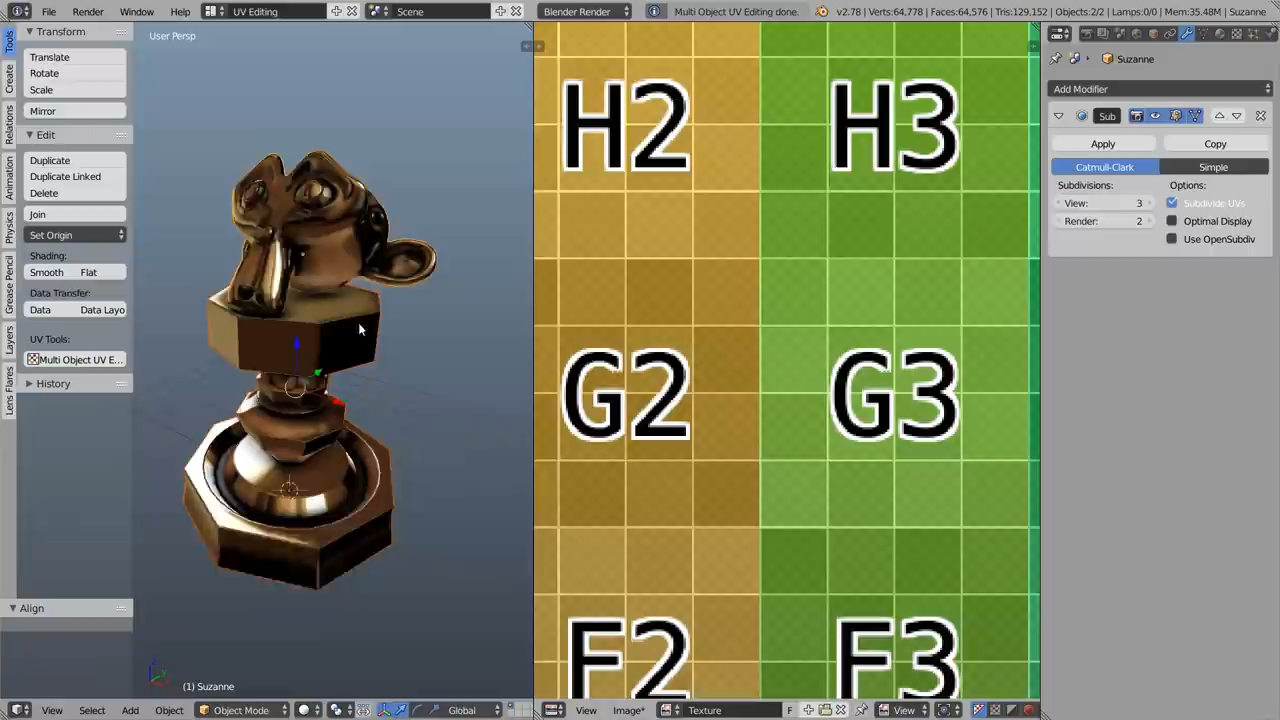 File Render Window Help UV Editing Scene Blender Render Multi Object UV Editing done. v2.78 | Verts:64,778 | Faces:64,576 | Tris:129,152 | Objects:2/2 | Lamps:0/0 | Mem:35.48M | Suzanne
Tools
Create
Relations
Animation
Physics
Grease Pencil
Layers
Lens Flares
Transform
Translate
Rotate
Scale
Mirror
Edit
Duplicate
Duplicate Linked
Delete
Join
Set Origin
Shading:
Smooth Flat
Data Transfer:
Data Data Layo
UV Tools:
Multi Object UV E...
History
Align
User Persp
(1) Suzanne
H2 H3
G2 G3
F2 F3
Suzanne
Add Modifier
Sub
Apply Copy
Catmull-Clark Simple
Subdivisions: Options:
View: 3 Subdivide UVs
Render: 2 Optimal Display
Use OpenSubdiv
View Select Add Object Object Mode Global View Image* Texture F View